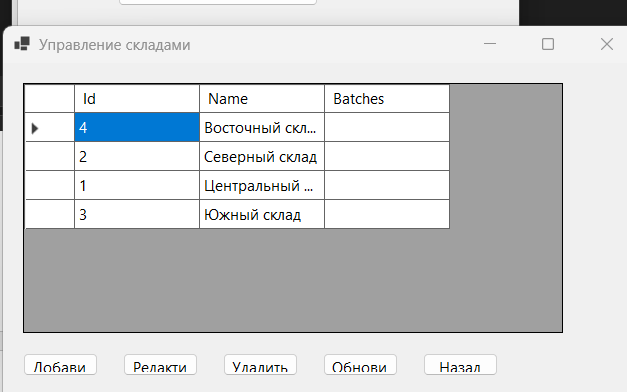 Управление складами
Id Name Batches
4 Восточный скл...
2 Северный склад
1 Центральный ...
3 Южный склад
Добави Редакти Удалить Обнови Назад